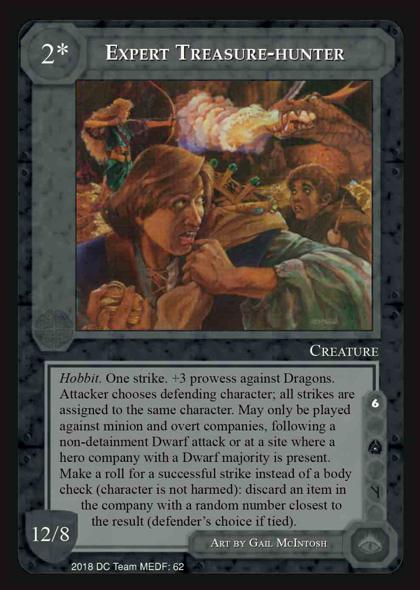 2*
Expert Treasure-hunter
Creature
Hobbit. One strike. +3 prowess against Dragons.
Attacker chooses defending character; all strikes are
assigned to the same character. May only be played
against minion and overt companies, following a
non-detainment Dwarf attack or at a site where a
hero company with a Dwarf majority is present.
Make a roll for a successful strike instead of a body
check (character is not harmed): discard an item in
the company with a random number closest to
the result (defender's choice if tied).
6
12/8
Art by Gail McIntosh
2018 DC Team MEDF: 62